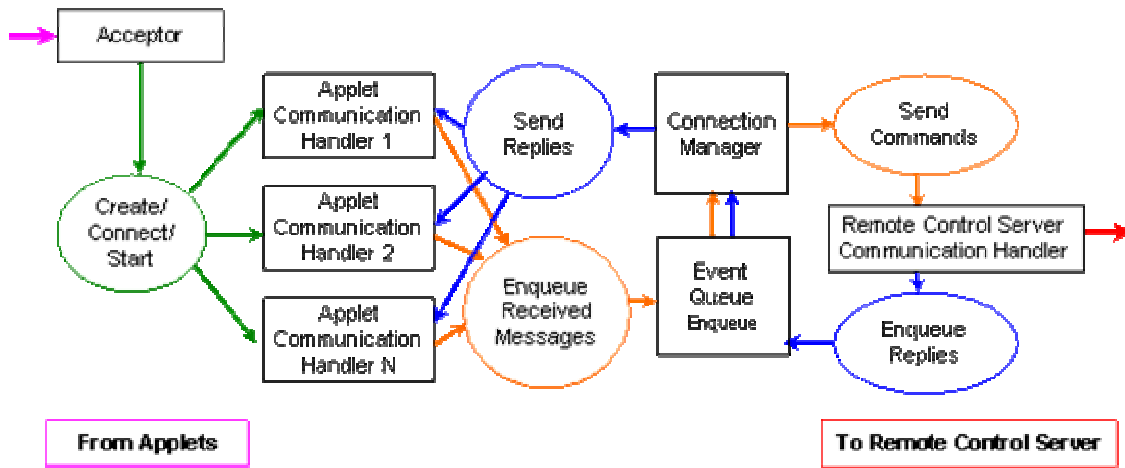 Acceptor
Create/
Connect/
Start
Applet
Communication
Handler 1
Applet
Communication
Handler 2
Applet
Communication
Handler N
Send
Replies
Enqueue
Received
Messages
Connection
Manager
Event
Queue
Enqueue
Send
Commands
Remote Control Server
Communication Handler
Enqueue
Replies
From Applets
To Remote Control Server